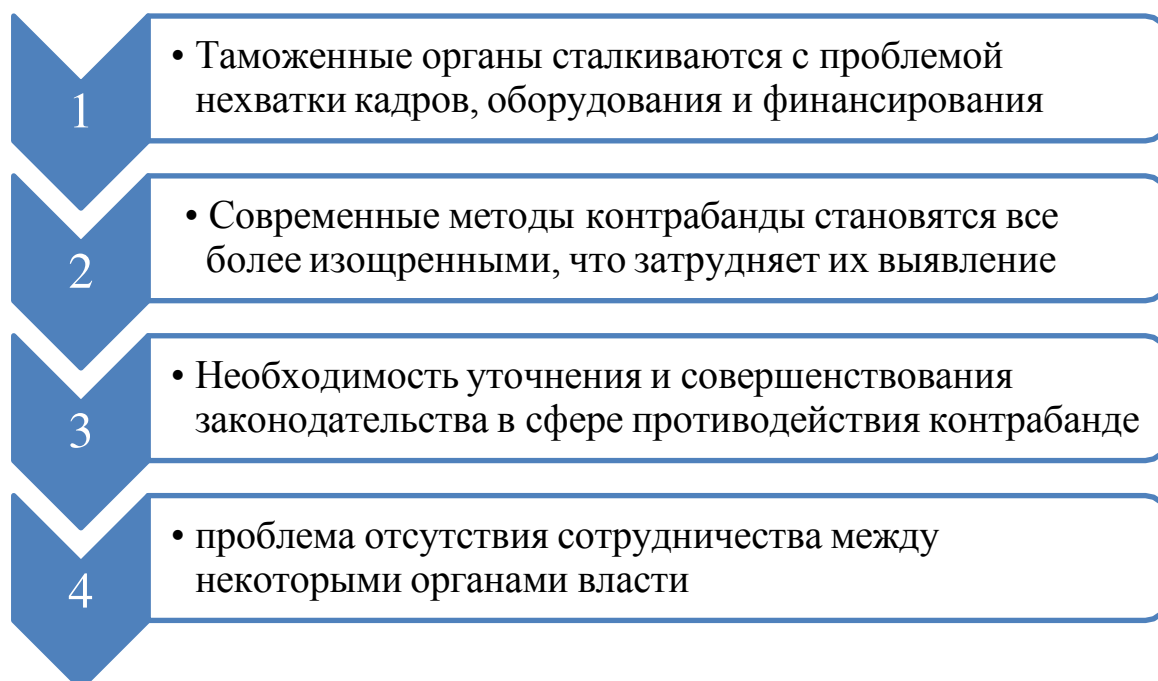 1
• Таможенные органы сталкиваются с проблемой
нехватки кадров, оборудования и финансирования
2
• Современные методы контрабанды становятся все
более изощренными, что затрудняет их выявление
3
• Необходимость уточнения и совершенствования
законодательства в сфере противодействия контрабанде
4
• проблема отсутствия сотрудничества между
некоторыми органами власти